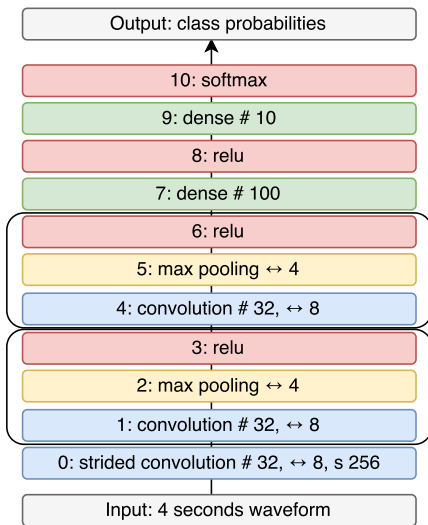 Output: class probabilities
10: softmax
9: dense # 10
8: relu
7: dense # 100
6: relu
5: max pooling ↔ 4
4: convolution # 32, ↔ 8
3: relu
2: max pooling ↔ 4
1: convolution # 32, ↔ 8
0: strided convolution # 32, ↔ 8, s 256
Input: 4 seconds waveform